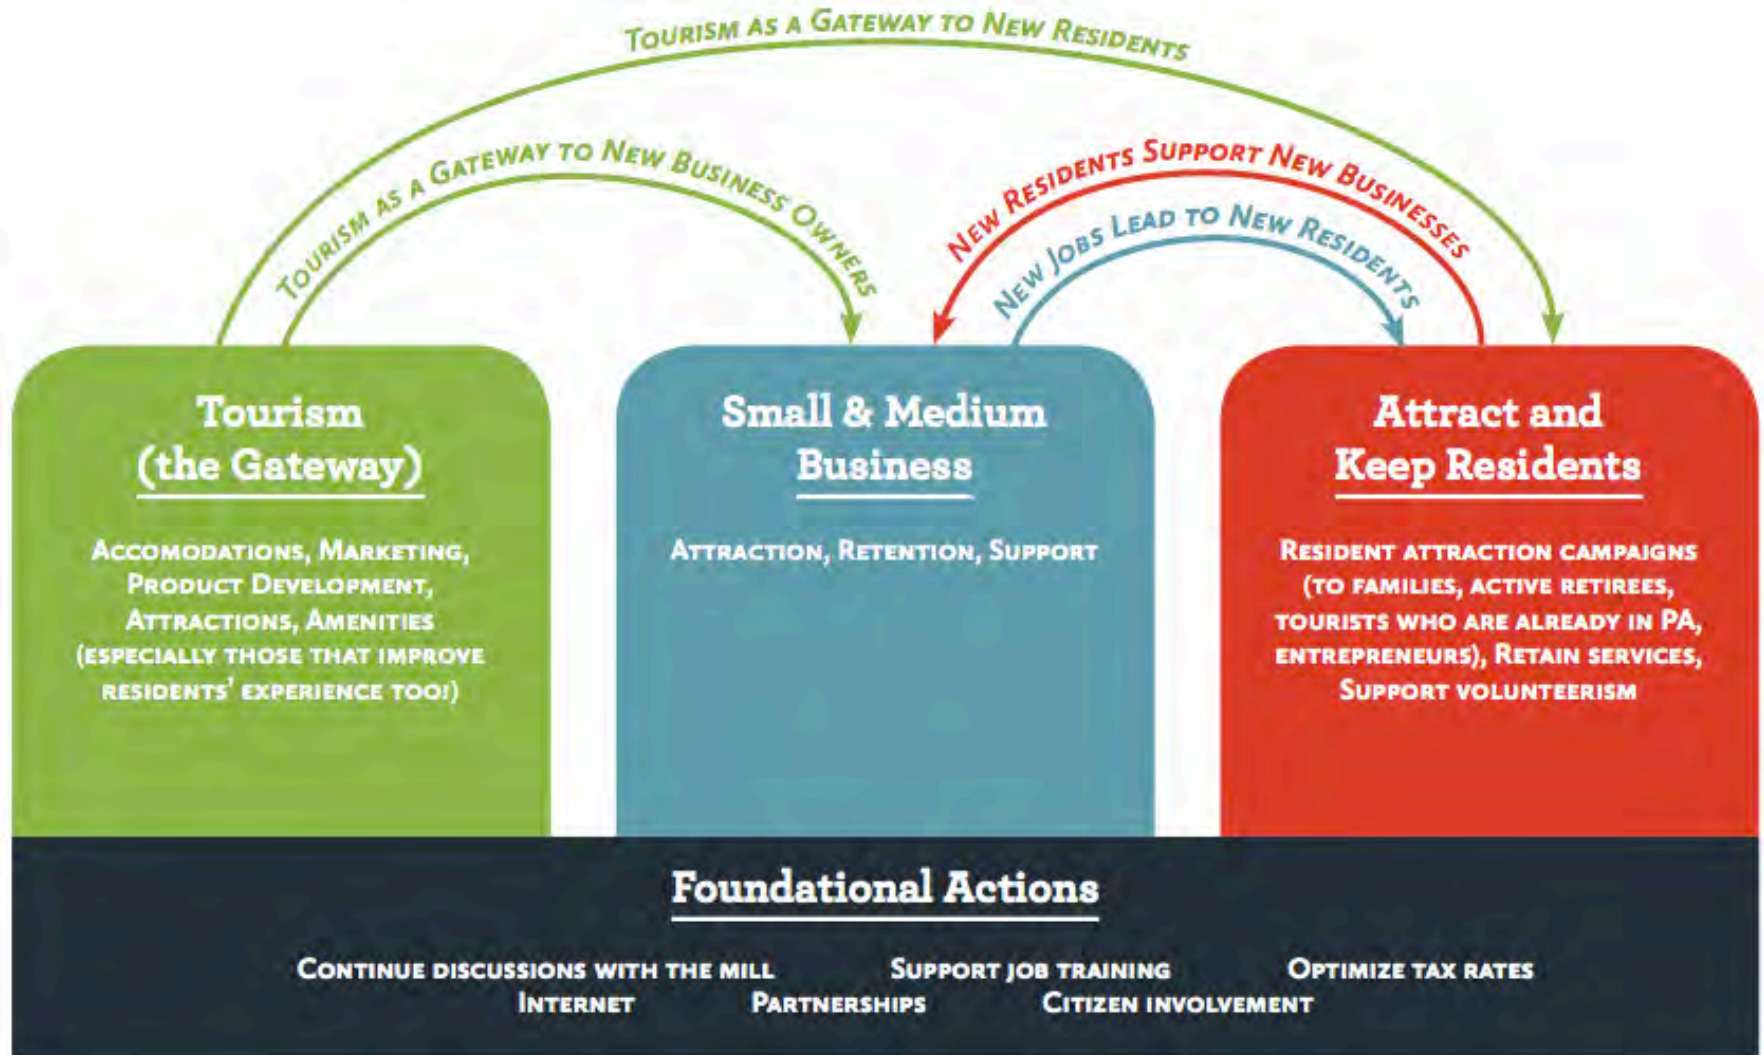 Tourism as a Gateway to New Residents
Tourism as a Gateway to New Business Owners
New Residents Support New Businesses
New Jobs Lead to New Residents
Tourism
(the Gateway)
Accomodations, Marketing,
Product Development,
Attractions, Amenities
(especially those that improve
residents' experience too!)
Small & Medium
Business
Attraction, Retention, Support
Attract and
Keep Residents
Resident attraction campaigns
(to families, active retirees,
tourists who are already in PA,
entrepreneurs), Retain services,
Support volunteerism
Foundational Actions
Continue discussions with the mill Support job training Optimize tax rates
Internet Partnerships Citizen involvement